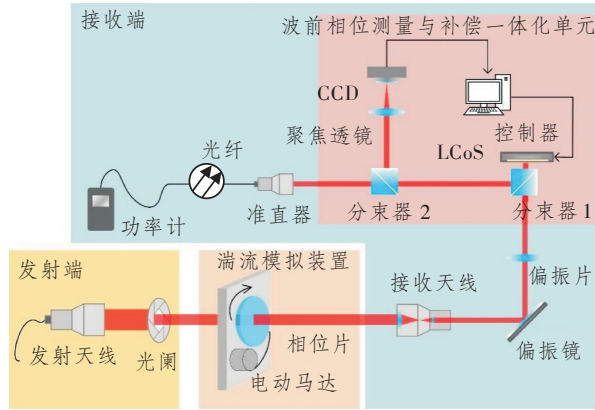 接收端
波前相位测量与补偿一体化单元
CCD
聚焦透镜
控制器
LCoS
光纤
准直器
分束器2
分束器1
功率计
发射端
湍流模拟装置
接收天线
偏振片
发射天线
光阑
相位片
偏振镜
电动马达